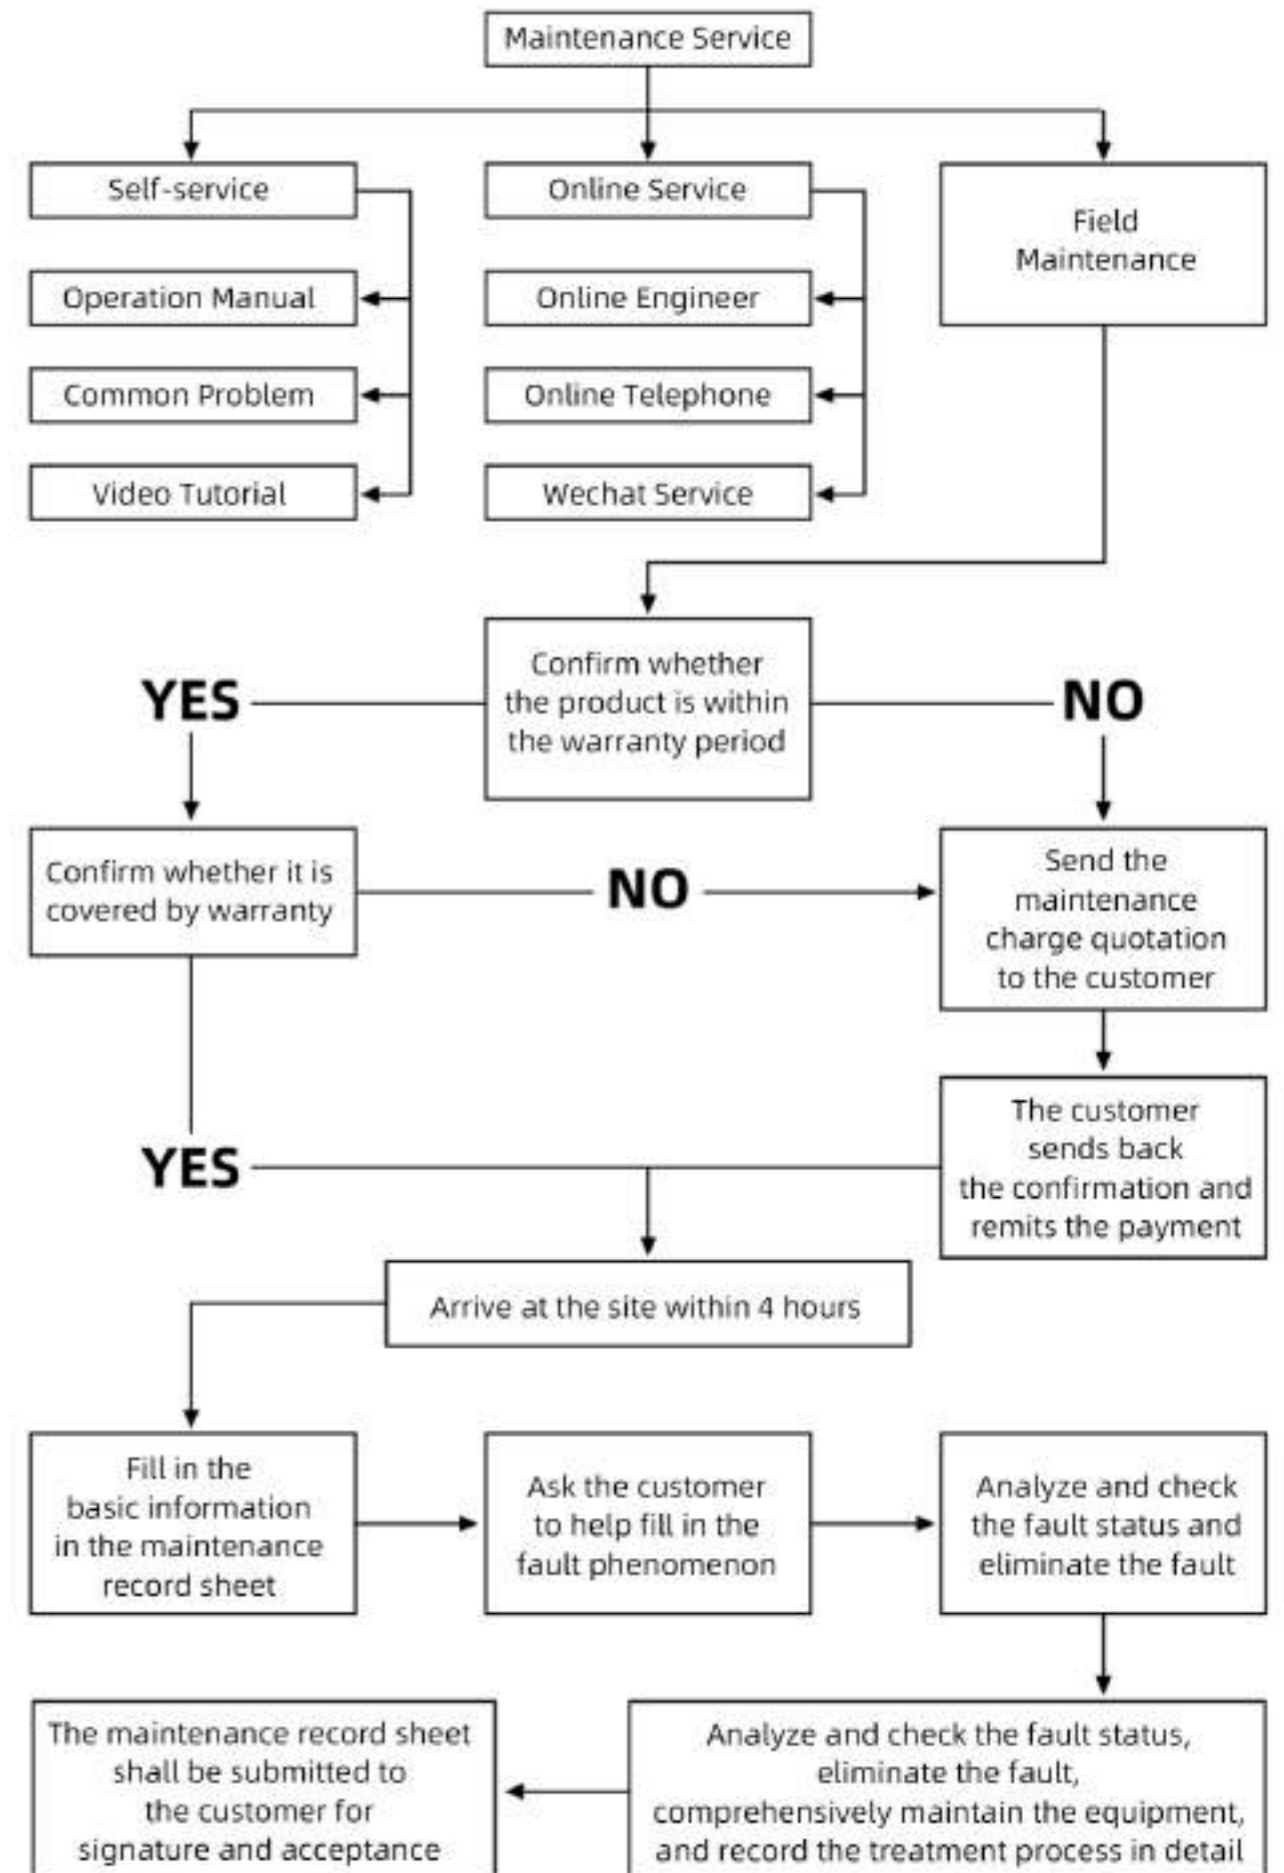 Maintenance Service
Self-service
Operation Manual
Common Problem
Video Tutorial
Online Service
Online Engineer
Online Telephone
Wechat Service
Field
Maintenance
Confirm whether
the product is within
the warranty period
YES
NO
Confirm whether it is
covered by warranty
NO
Send the
maintenance
charge quotation
to the customer
The customer
sends back
the confirmation and
remits the payment
YES
Arrive at the site within 4 hours
Fill in the
basic information
in the maintenance
record sheet
Ask the customer
to help fill in the
fault phenomenon
Analyze and check
the fault status and
eliminate the fault
Analyze and check the fault status,
eliminate the fault,
comprehensively maintain the equipment,
and record the treatment process in detail
The maintenance record sheet
shall be submitted to
the customer for
signature and acceptance